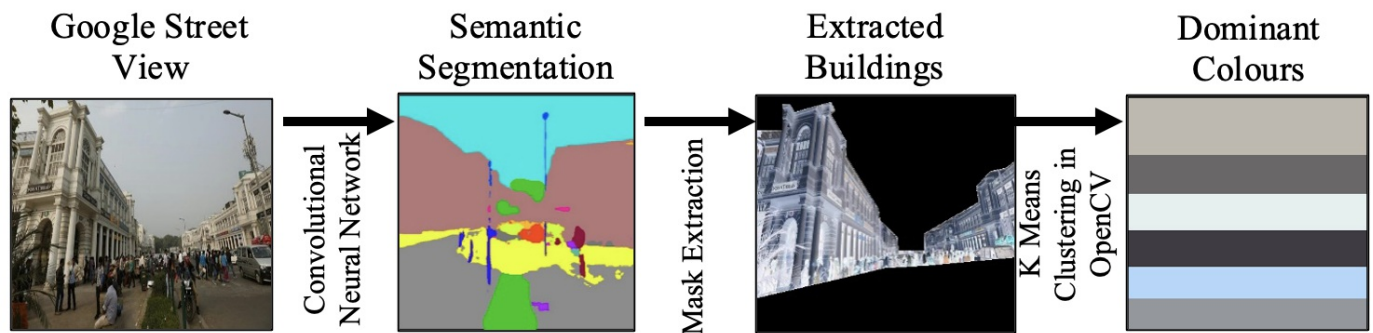 Google Street
View
Semantic
Segmentation
Extracted
Buildings
Dominant
Colours
Convolutional
Neural Network
Mask Extraction
K Means
Clustering in
OpenCV